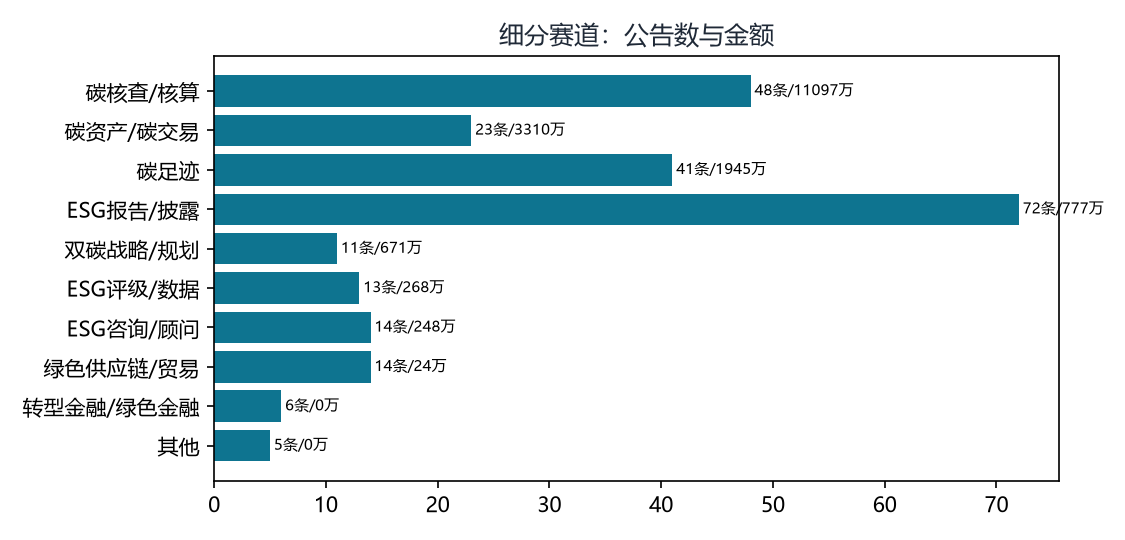 细分赛道：公告数与金额
碳核查/核算 48条/11097万
碳资产/碳交易 23条/3310万
碳足迹 41条/1945万
ESG报告/披露 72条/777万
双碳战略/规划 11条/671万
ESG评级/数据 13条/268万
ESG咨询/顾问 14条/248万
绿色供应链/贸易 14条/24万
转型金融/绿色金融 6条/0万
其他 5条/0万
0 10 20 30 40 50 60 70